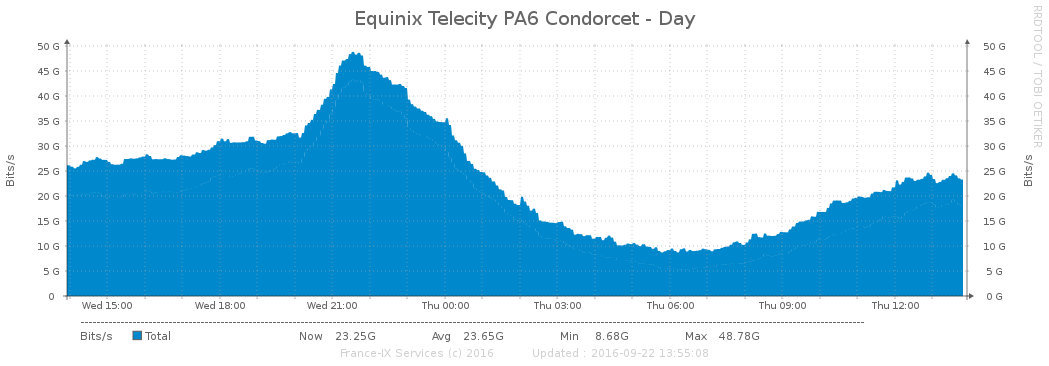 Equinix Telecity PA6 Condorcet - Day
RRDTOOL / TOBI OETIKER
Bits/s
50 G 50 G
45 G 45 G
40 G 40 G
35 G 35 G
30 G 30 G
25 G 25 G
20 G 20 G
15 G 15 G
10 G 10 G
5 G 5 G
0 0 G
Bits/s
Wed 15:00 Wed 18:00 Wed 21:00 Thu 00:00 Thu 03:00 Thu 06:00 Thu 09:00 Thu 12:00
Bits/s Total Now 23.25G Avg 23.65G Min 8.68G Max 48.78G
France-IX Services (c) 2016 Updated : 2016-09-22 13:55:08